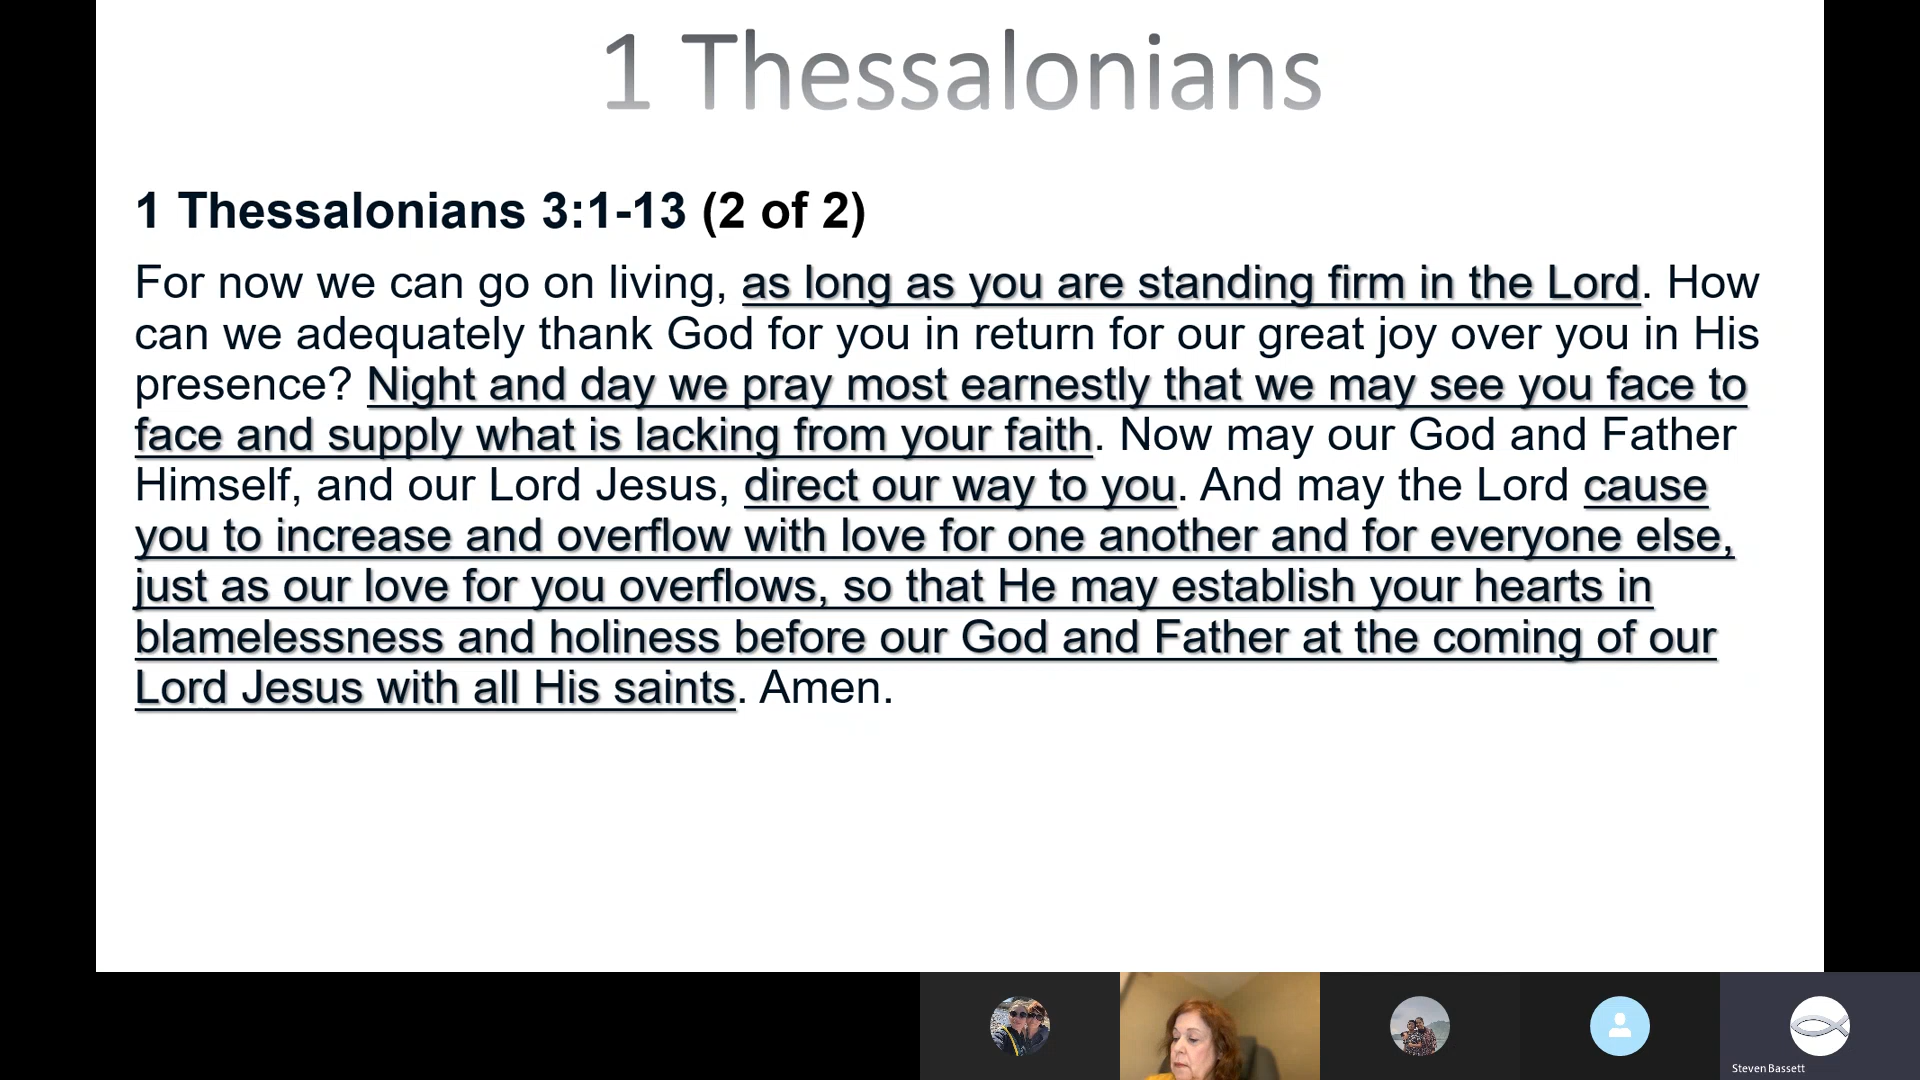 1 Thessalonians
1 Thessalonians 3:1-13 (2 of 2)
For now we can go on living, as long as you are standing firm in the Lord. How
can we adequately thank God for you in return for our great joy over you in His
presence? Night and day we pray most earnestly that we may see you face to
face and supply what is lacking from your faith. Now may our God and Father
Himself, and our Lord Jesus, direct our way to you. And may the Lord cause
you to increase and overflow with love for one another and for everyone else,
just as our love for you overflows, so that He may establish your hearts in
blamelessness and holiness before our God and Father at the coming of our
Lord Jesus with all His saints. Amen.
Steven Bassett